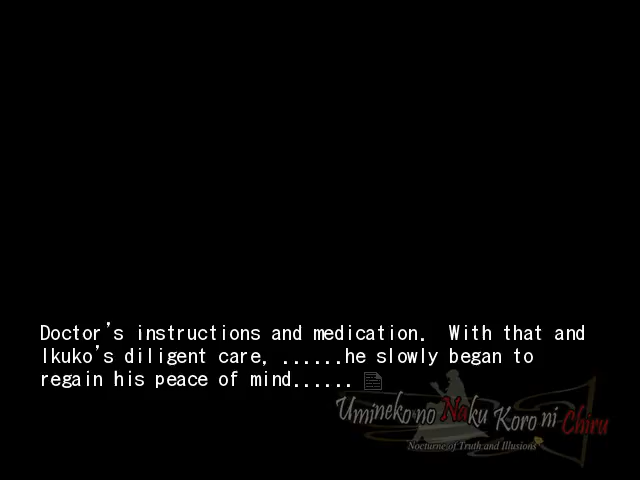 Doctor's instructions and medication.  With that and
Ikuko's diligent care, ......he slowly began to
regain his peace of mind......
Umineko no Naku Koro ni Chiru
Nocturne of Truth and Illusions